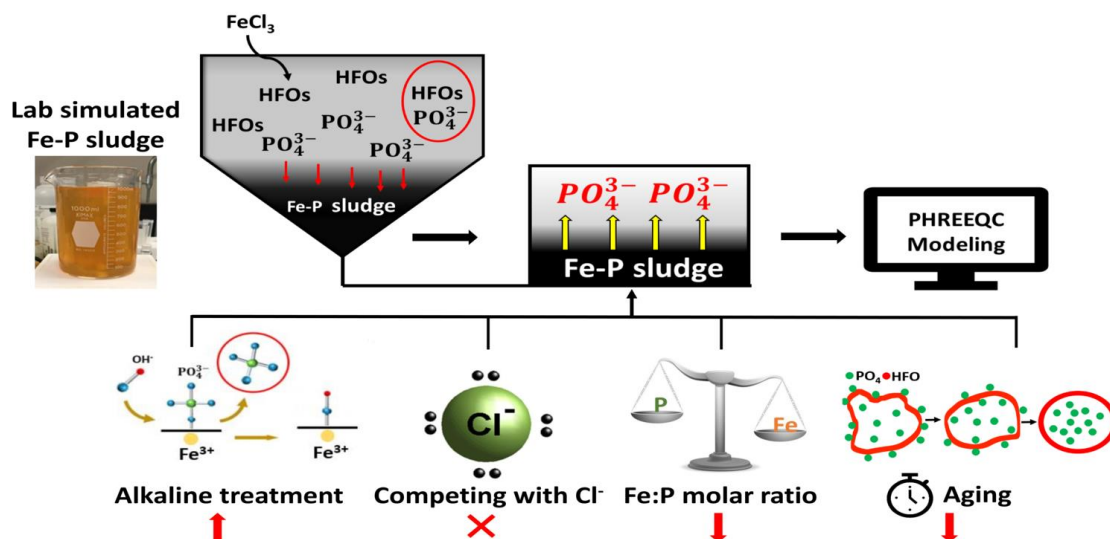 FeCl₃
HFOs
HFOs
HFOs
HFOs
PO₄³⁻
PO₄³⁻
PO₄³⁻
PO₄³⁻
Fe-P sludge
Lab simulated
Fe-P sludge
1000ml
PO₄³⁻ PO₄³⁻
Fe-P sludge
PHREEQC
Modeling
OH⁻
PO₄³⁻
Fe³⁺
Fe³⁺
Alkaline treatment
Cl⁻
Competing with Cl⁻
P
Fe
Fe:P molar ratio
PO₄ HFO
Aging